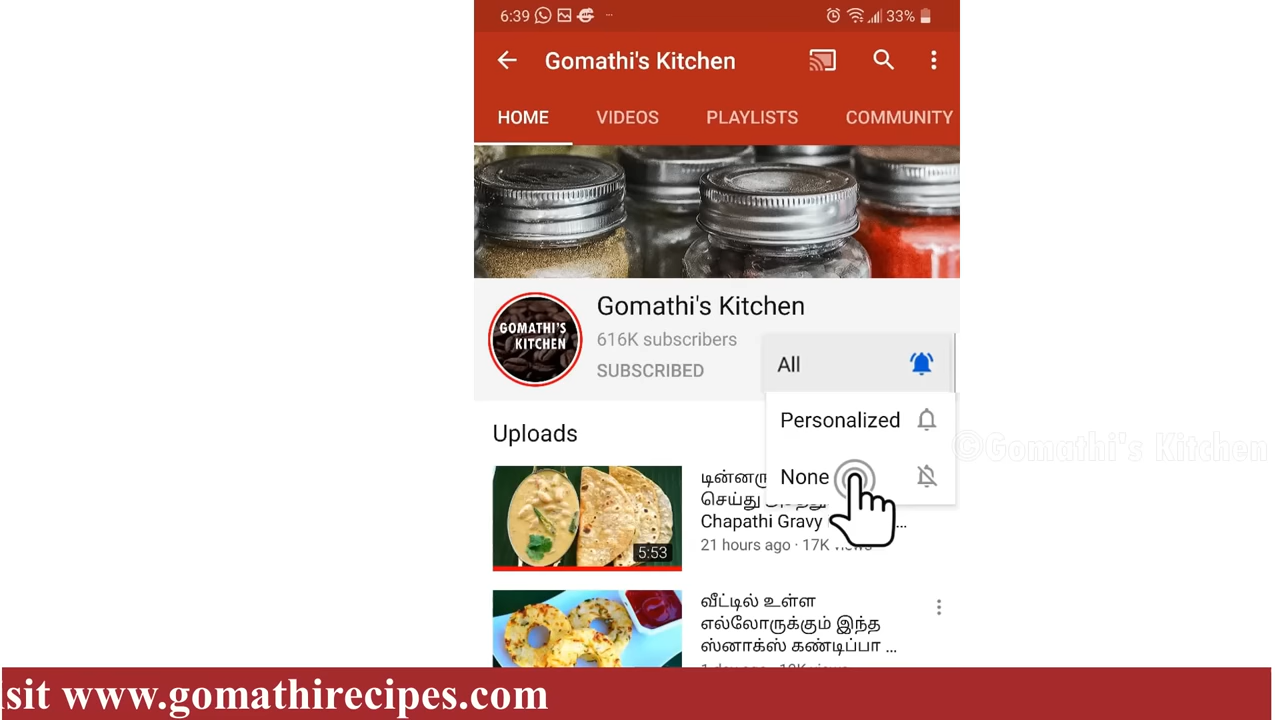 6:39
33%
Gomathi's Kitchen
HOME VIDEOS PLAYLISTS COMMUNITY
GOMATHI'S
KITCHEN
Gomathi's Kitchen
616K subscribers
SUBSCRIBED
All
Personalized
None
Uploads
©Gomathi's Kitchen
5:53
செய்து
Chapathi Gravy ...
21 hours ago · 17K views
வீட்டில் உள்ள
எல்லோருக்கும் இந்த
ஸ்னாக்ஸ் கண்டிப்பா ...
isit www.gomathirecipes.com